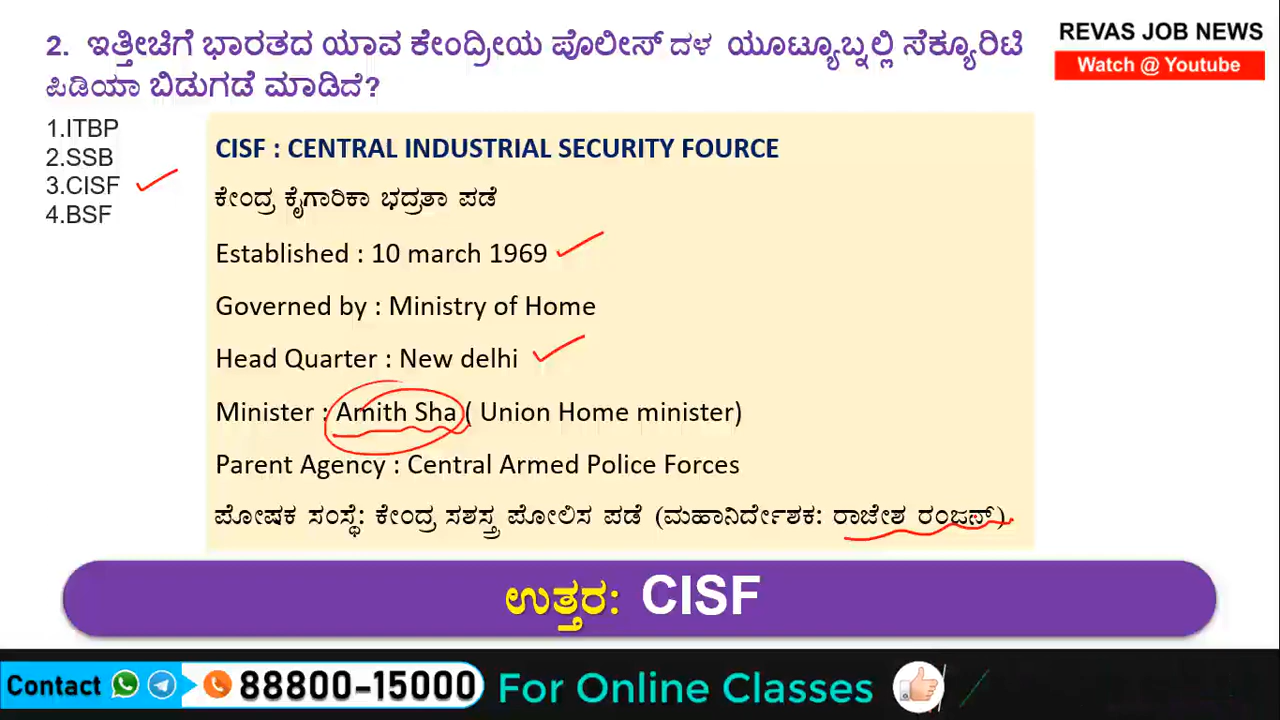 2. ಇತ್ತೀಚಿಗೆ ಭಾರತದ ಯಾವ ಕೇಂದ್ರೀಯ ಪೊಲೀಸ್ ದಳ ಯೂಟ್ಯೂಬ್ನಲ್ಲಿ ಸೆಕ್ಯೂರಿಟಿ
ಪಿಡಿಯಾ ಬಿಡುಗಡೆ ಮಾಡಿದೆ?
REVAS JOB NEWS
Watch @ Youtube
1.ITBP
2.SSB
3.CISF
4.BSF
CISF : CENTRAL INDUSTRIAL SECURITY FOURCE
ಕೇಂದ್ರ ಕೈಗಾರಿಕಾ ಭದ್ರತಾ ಪಡೆ
Established : 10 march 1969
Governed by : Ministry of Home
Head Quarter : New delhi
Minister : Amith Sha ( Union Home minister)
Parent Agency : Central Armed Police Forces
ಪೋಷಕ ಸಂಸ್ಥೆ: ಕೇಂದ್ರ ಸಶಸ್ತ್ರ ಪೋಲಿಸ ಪಡೆ (ಮಹಾನಿರ್ದೇಶಕ: ರಾಜೇಶ ರಂಜನ್).
ಉತ್ತರ: CISF
Contact 88800-15000 For Online Classes